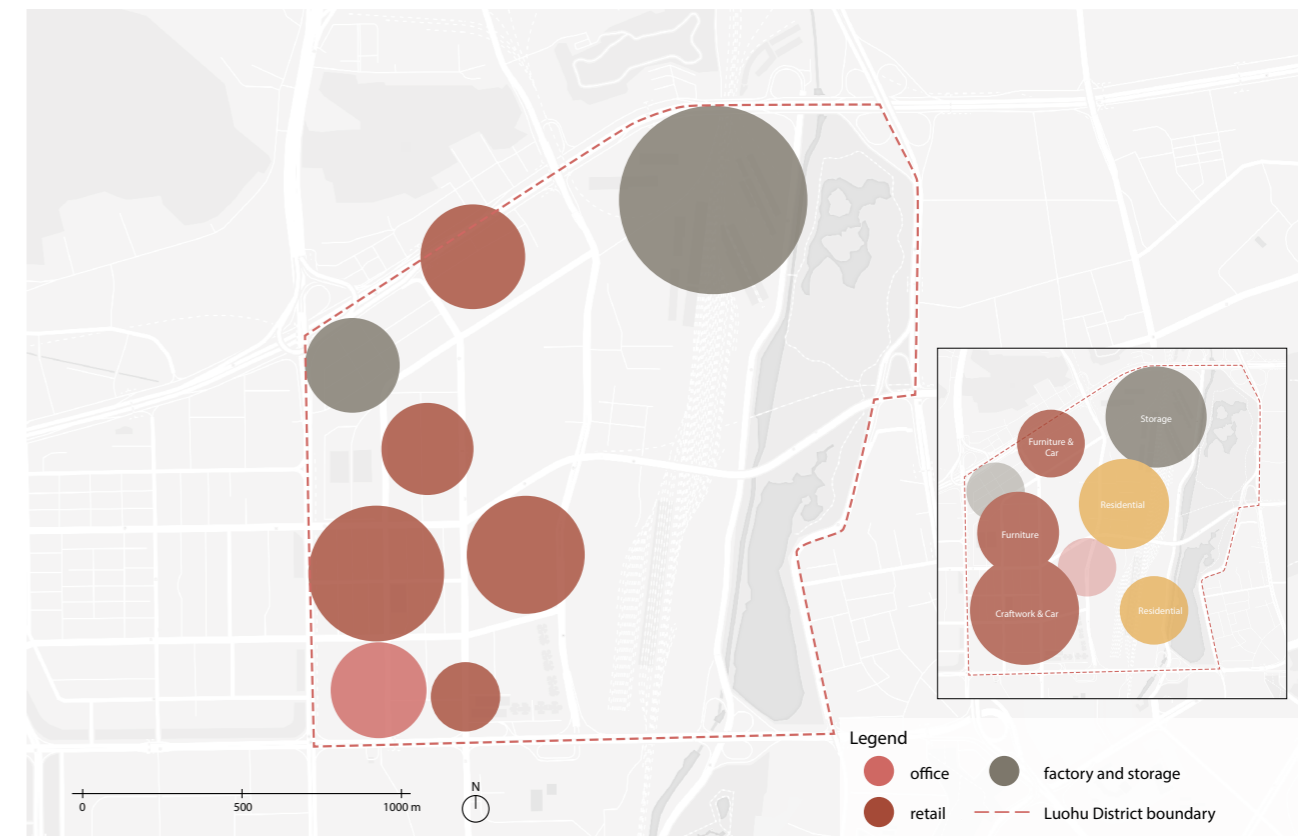 Storage
Furniture &
Car
Residential
Furniture
Craftwork & Car
Residential
Legend
office
factory and storage
retail
Luohu District boundary
N
0
500
1000 m